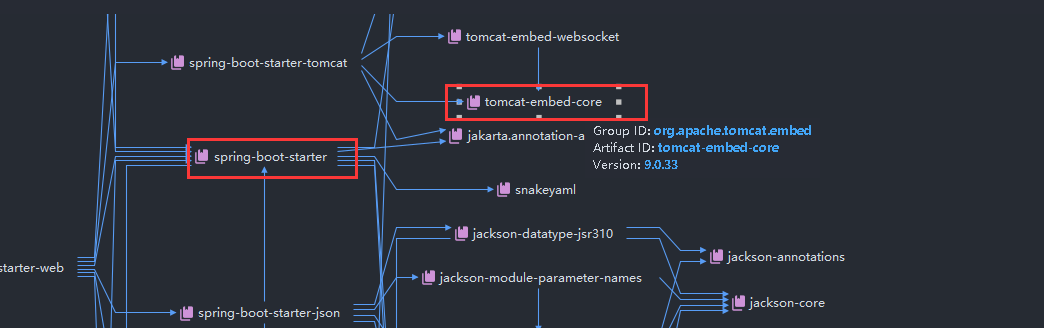 tomcat-embed-websocket
spring-boot-starter-tomcat
tomcat-embed-core
jakarta.annotation-a
Group ID: org.apache.tomcat.embed
Artifact ID: tomcat-embed-core
Version: 9.0.33
spring-boot-starter
snakeyaml
jackson-datatype-jsr310
jackson-annotations
starter-web
jackson-module-parameter-names
jackson-core
spring-boot-starter-json